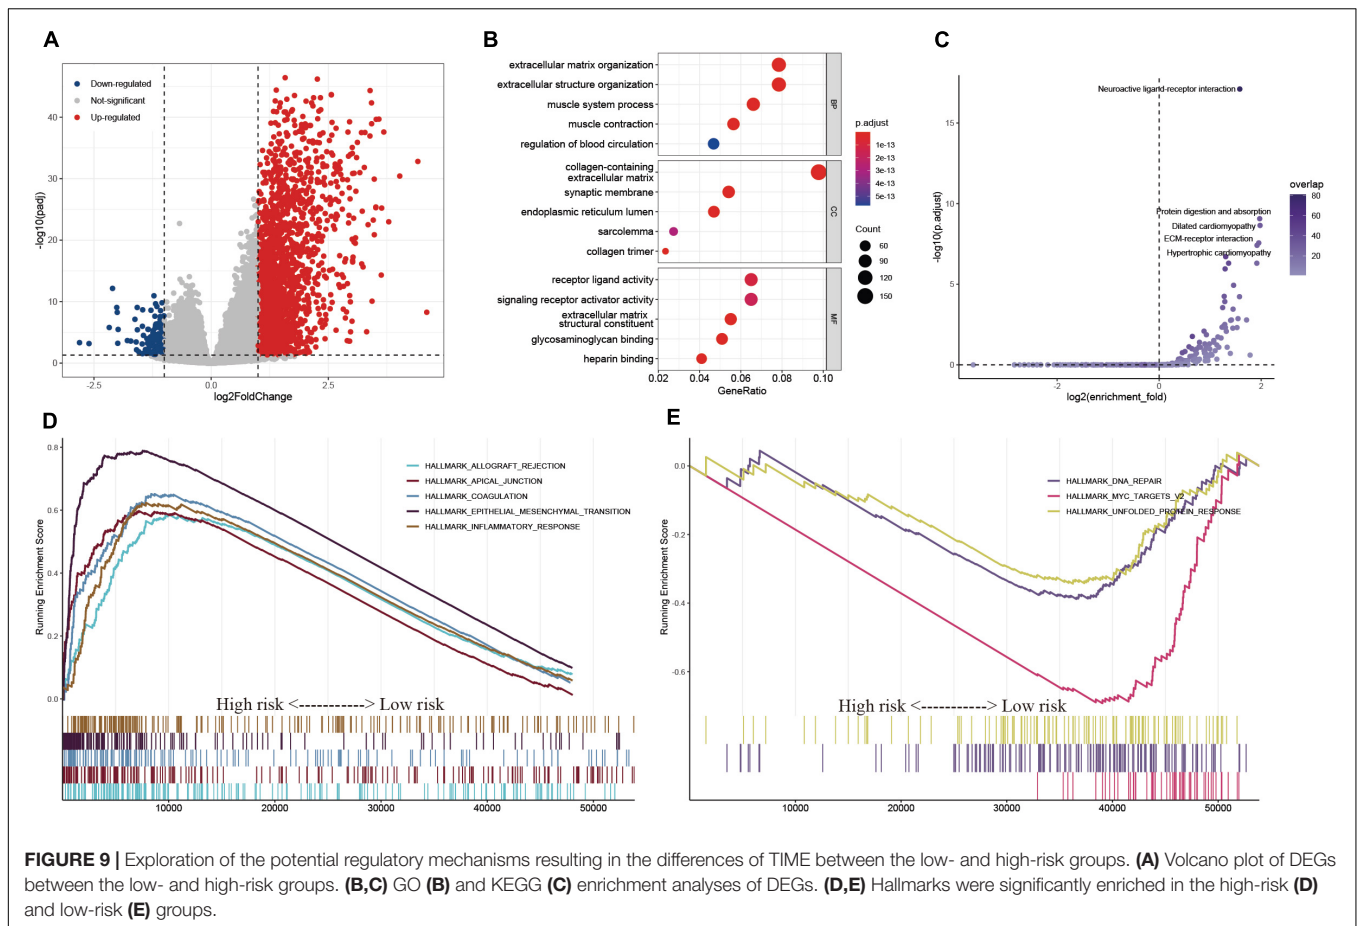 A
Down-regulated
Not-significant
Up-regulated
40
30
20
10
0
-log10(padj)
-2.5
0.0
2.5
log2FoldChange
B
extracellular matrix organization
extracellular structure organization
muscle system process
muscle contraction
regulation of blood circulation
BP
collagen-containing
extracellular matrix
synaptic membrane
endoplasmic reticulum lumen
sarcolemma
collagen trimer
CC
receptor ligand activity
signaling receptor activator activity
extracellular matrix
structural constituent
glycosaminoglycan binding
heparin binding
MF
0.02
0.04
0.06
0.08
0.10
GeneRatio
p.adjust
1e-13
2e-13
3e-13
4e-13
5e-13
Count
60
90
120
150
C
Neuroactive ligand-receptor interaction
Protein digestion and absorption
Dilated cardiomyopathy
ECM-receptor interaction
Hypertrophic cardiomyopathy
15
10
5
0
-log10(p.adjust)
-2
0
2
log2(enrichment_fold)
overlap
80
60
40
20
D
0.8
0.6
0.4
0.2
0.0
Running Enrichment Score
HALLMARK_ALLOGRAFT_REJECTION
HALLMARK_APICAL_JUNCTION
HALLMARK_COAGULATION
HALLMARK_EPITHELIAL_MESENCHYMAL_TRANSITION
HALLMARK_INFLAMMATORY_RESPONSE
High risk <-----------> Low risk
10000
20000
30000
40000
50000
E
0.0
-0.2
-0.4
-0.6
Running Enrichment Score
HALLMARK_DNA_REPAIR
HALLMARK_MYC_TARGETS_V2
HALLMARK_UNFOLDED_PROTEIN_RESPONSE
High risk <-----------> Low risk
10000
20000
30000
40000
50000
FIGURE 9 | Exploration of the potential regulatory mechanisms resulting in the differences of TIME between the low- and high-risk groups. (A) Volcano plot of DEGs
between the low- and high-risk groups. (B,C) GO (B) and KEGG (C) enrichment analyses of DEGs. (D,E) Hallmarks were significantly enriched in the high-risk (D)
and low-risk (E) groups.